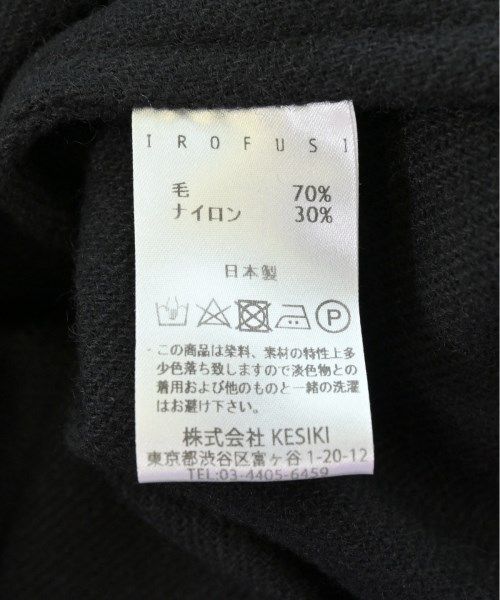 IROFUSI
毛 70%
ナイロン 30%
日本製
P
この商品は染料、素材の特性上多
少色落ち致しますので淡色物との
着用および他のものと一緒の洗濯
はお避け下さい。
株式会社 KESIKI
東京都渋谷区富ヶ谷1-20-12
TEL:03-4405-6459